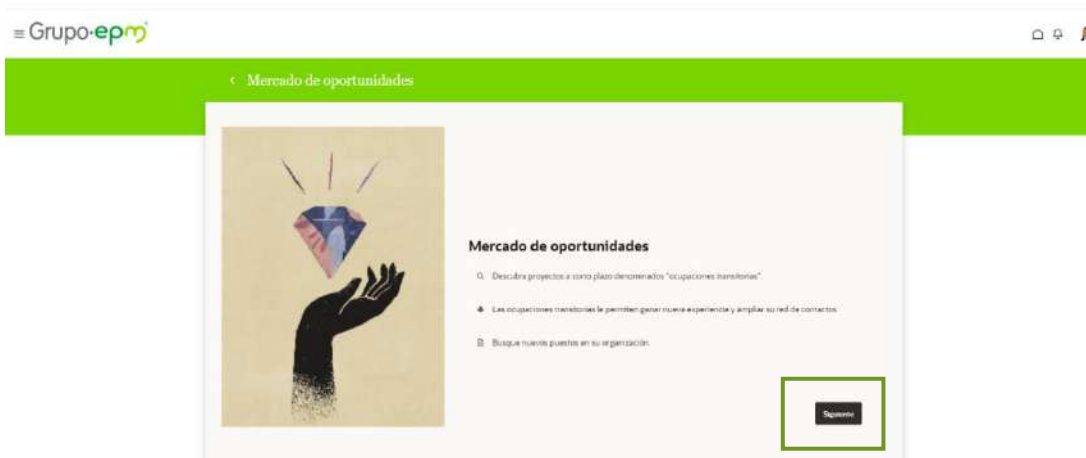 Grupo·epm
Mercado de oportunidades
Mercado de oportunidades
Descubra proyectos a corto plazo denominados "ocupaciones transitorias".
Las ocupaciones transitorias le permiten ganar nueva experiencia y ampliar su red de contactos.
Busque nuevos puestos en su organización.
Siguiente